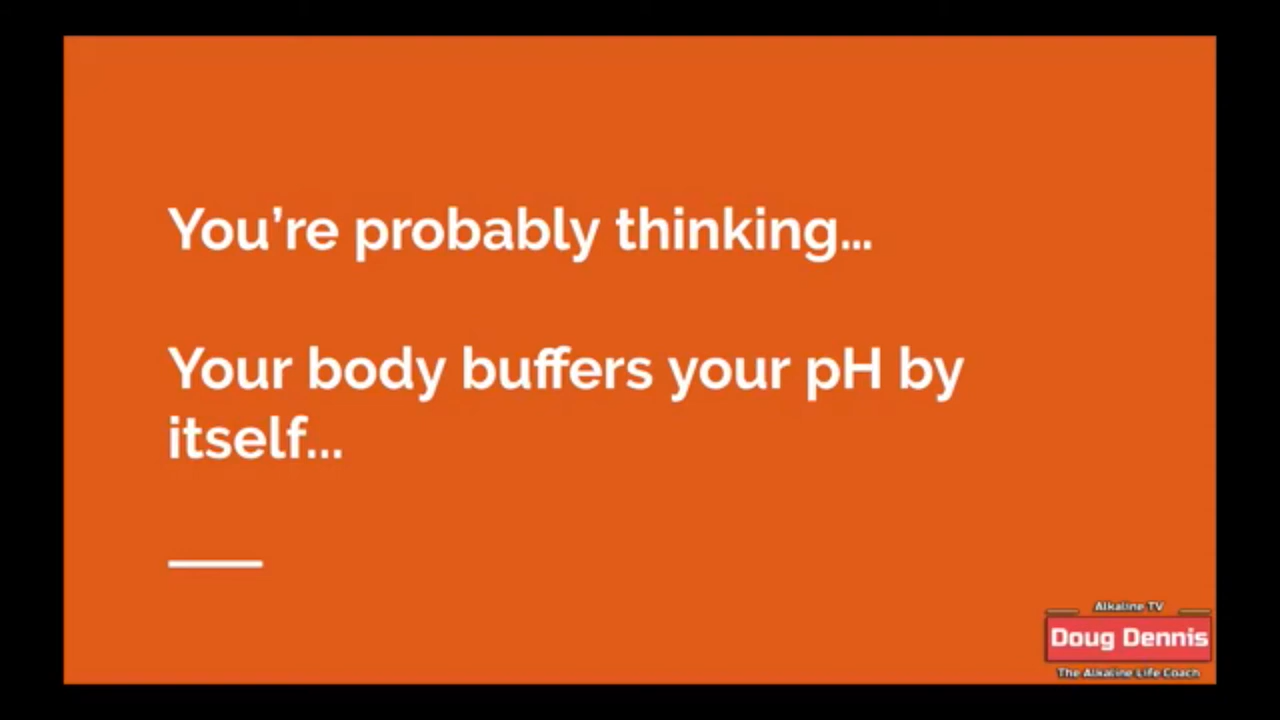 You’re probably thinking…
Your body buffers your pH by
itself...
Alkaline TV
Doug Dennis
The Alkaline Life Coach